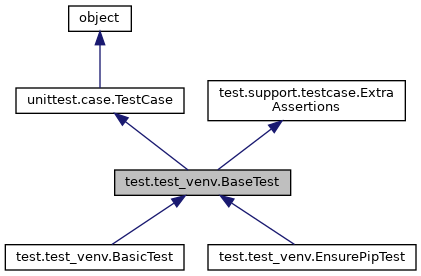 object
unittest.case.TestCase
test.support.testcase.Extra
Assertions
test.test_venv.BaseTest
test.test_venv.BasicTest
test.test_venv.EnsurePipTest